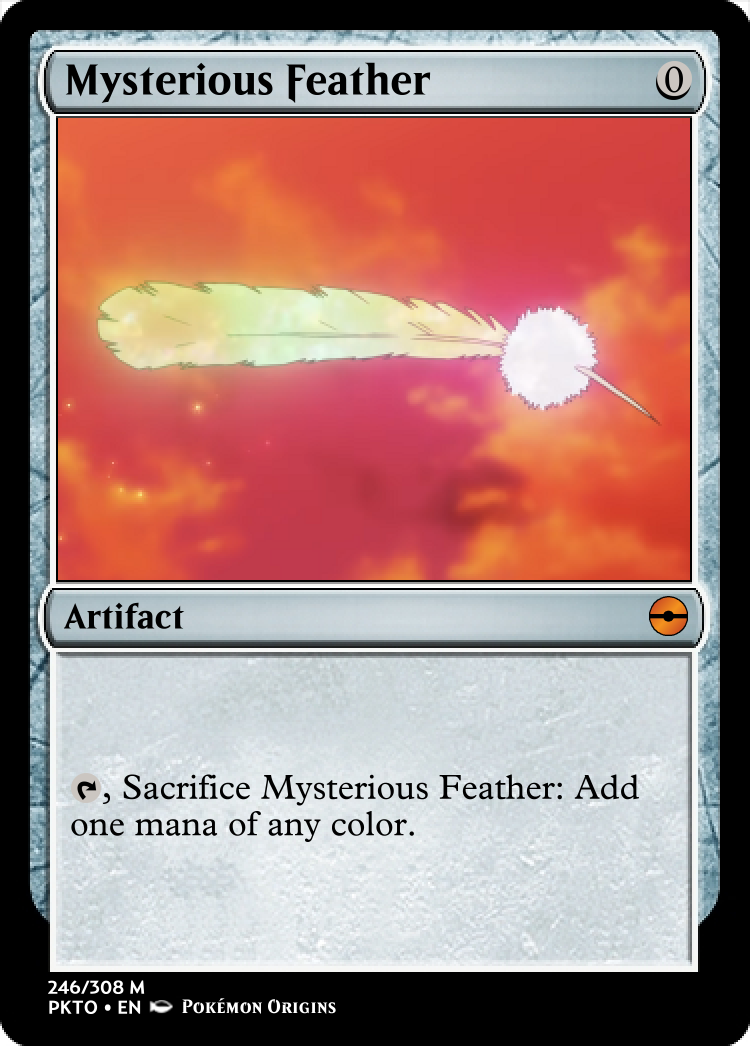 Mysterious Feather 0
Artifact
, Sacrifice Mysterious Feather: Add
one mana of any color.
246/308 M
PKTO • EN Pokémon Origins